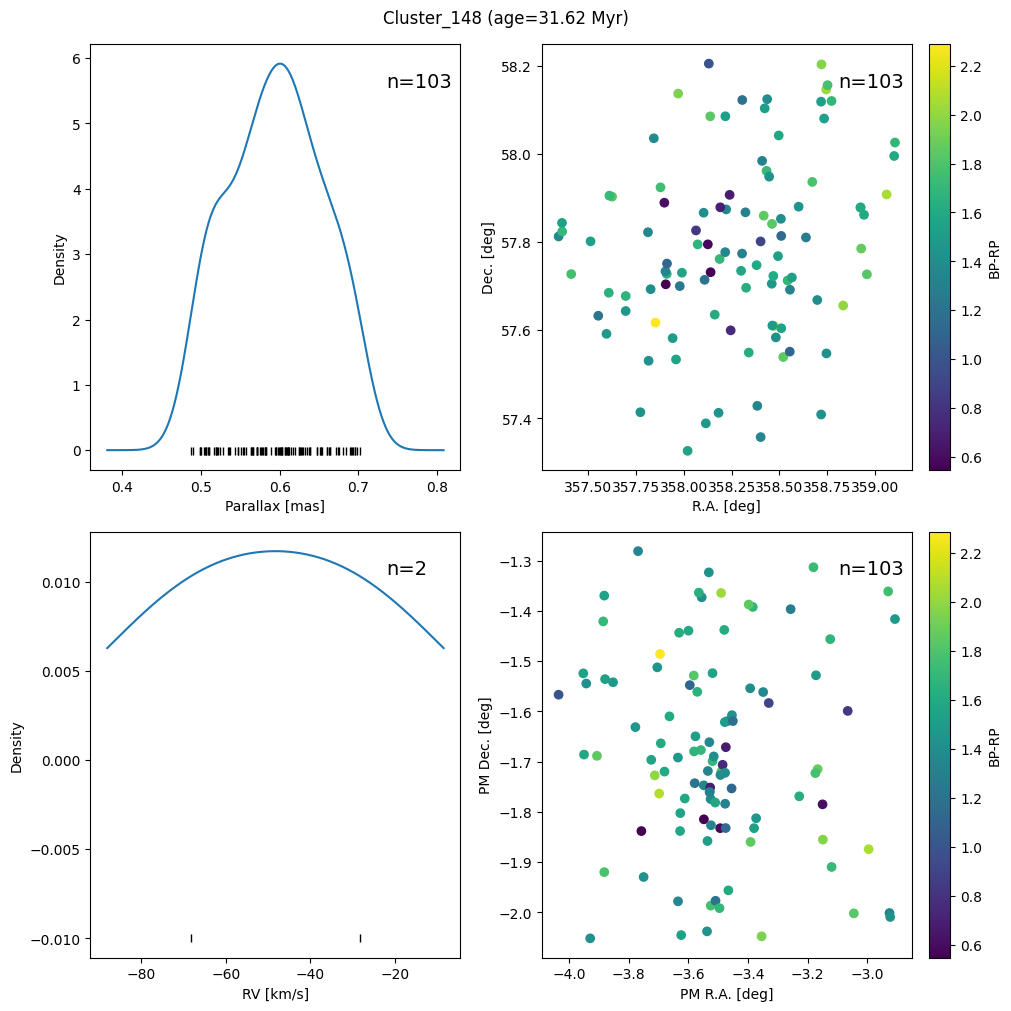 Cluster_148 (age=31.62 Myr)
n=103
6
5
4
3
2
1
0
Density
0.4 0.5 0.6 0.7 0.8
Parallax [mas]
n=103
58.2
58.0
57.8
57.6
57.4
Dec. [deg]
357.50 357.75 358.00 358.25 358.50 358.75 359.00
R.A. [deg]
2.2
2.0
1.8
1.6
1.4
1.2
1.0
0.8
0.6
BP-RP
n=2
0.010
0.005
0.000
−0.005
−0.010
Density
−80 −60 −40 −20
RV [km/s]
n=103
−1.3
−1.4
−1.5
−1.6
−1.7
−1.8
−1.9
−2.0
PM Dec. [deg]
−4.0 −3.8 −3.6 −3.4 −3.2 −3.0
PM R.A. [deg]
2.2
2.0
1.8
1.6
1.4
1.2
1.0
0.8
0.6
BP-RP